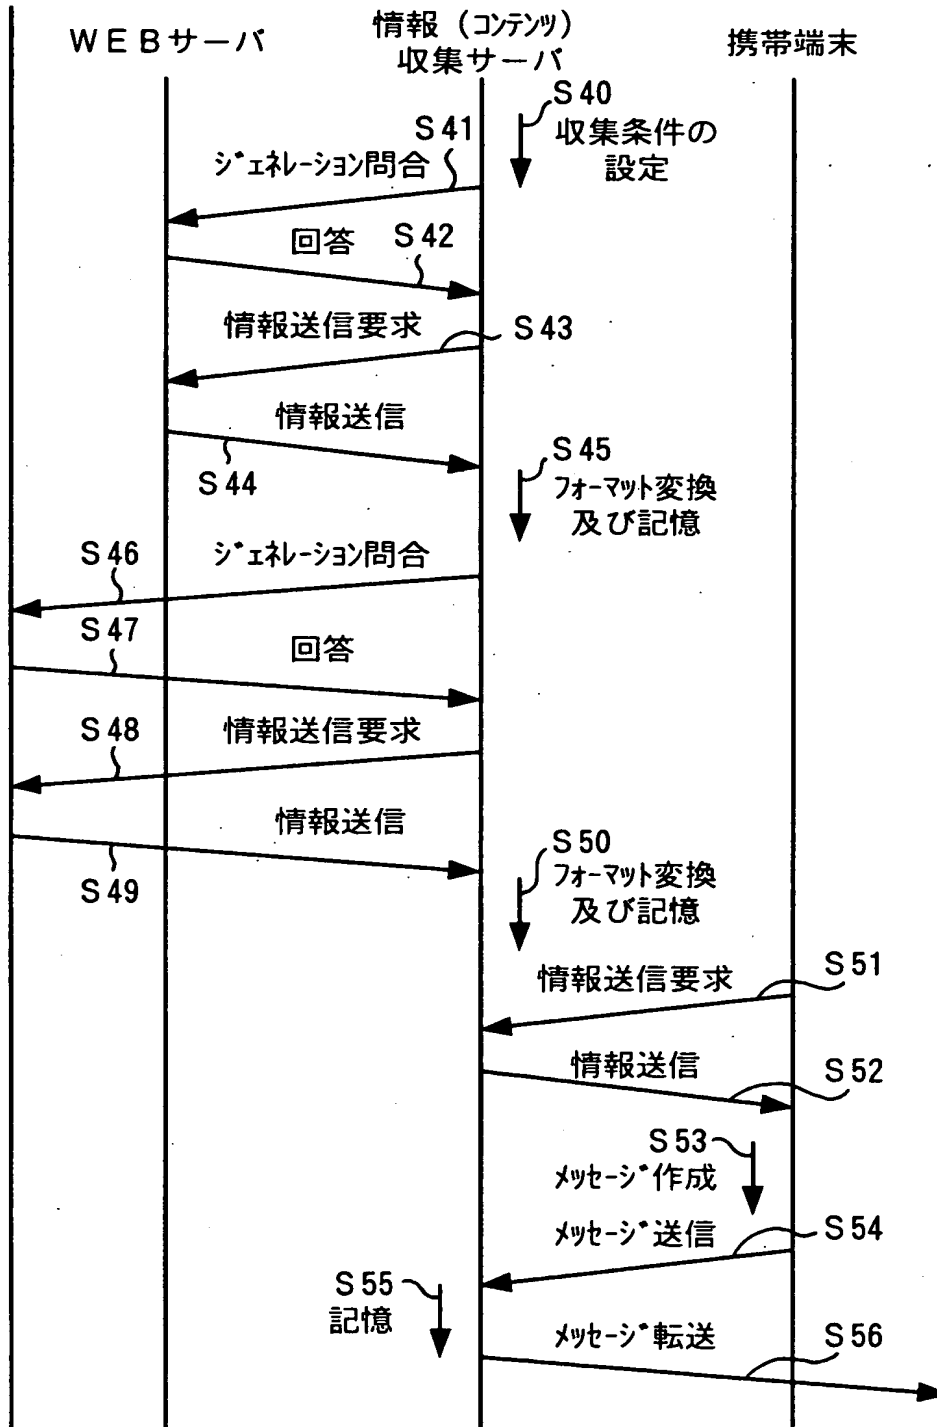 WEBサーバ
情報（コンテンツ）
収集サーバ
携帯端末
S40
収集条件の
設定
S41
ジェネレーション問合
回答
S42
情報送信要求
S43
情報送信
S44
S45
フォーマット変換
及び記憶
S46
ジェネレーション問合
S47
回答
S48
情報送信要求
情報送信
S49
S50
フォーマット変換
及び記憶
情報送信要求
S51
情報送信
S52
S53
メッセージ作成
メッセージ送信
S54
S55
記憶
メッセージ転送
S56